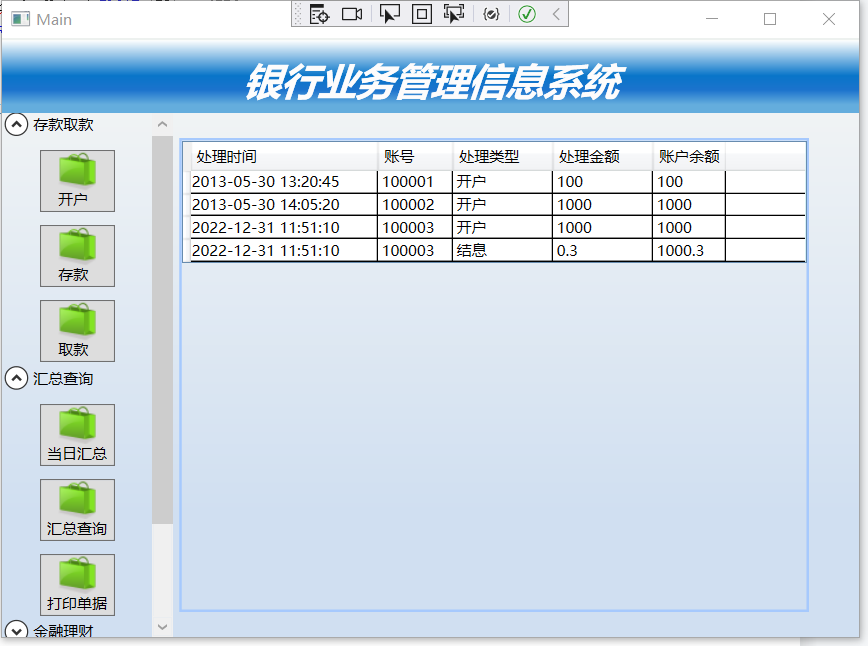 Main
银行业务管理信息系统
存款取款
开户
存款
取款
汇总查询
当日汇总
汇总查询
打印单据
金融理财
处理时间 账号 处理类型 处理金额 账户余额
2013-05-30 13:20:45 100001 开户 100 100
2013-05-30 14:05:20 100002 开户 1000 1000
2022-12-31 11:51:10 100003 开户 1000 1000
2022-12-31 11:51:10 100003 结息 0.3 1000.3